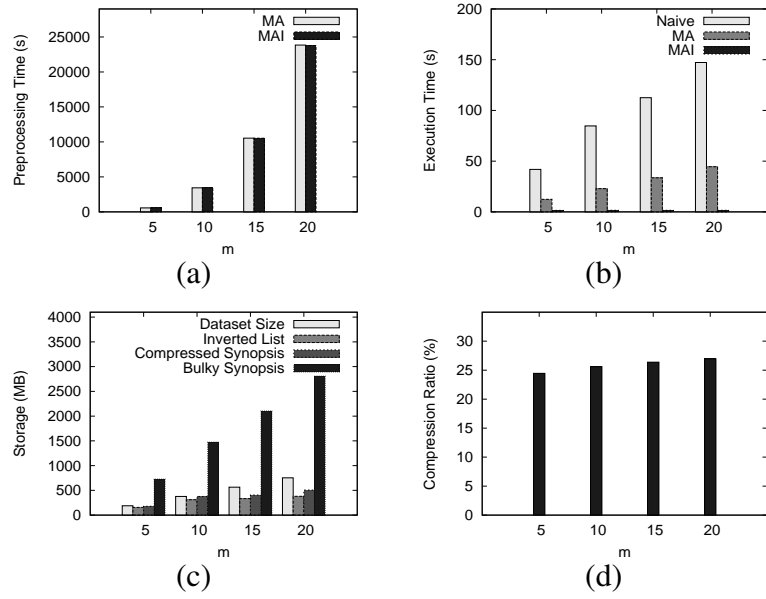 MA
MAI
Preprocessing Time (s)
25000
20000
15000
10000
5000
0
5 10 15 20
m
(a)
Naive
MA
MAI
Execution Time (s)
200
150
100
50
0
5 10 15 20
m
(b)
Dataset Size
Inverted List
Compressed Synopsis
Bulky Synopsis
Storage (MB)
4000
3500
3000
2500
2000
1500
1000
500
0
5 10 15 20
m
(c)
Compression Ratio (%)
30
25
20
15
10
5
0
5 10 15 20
m
(d)